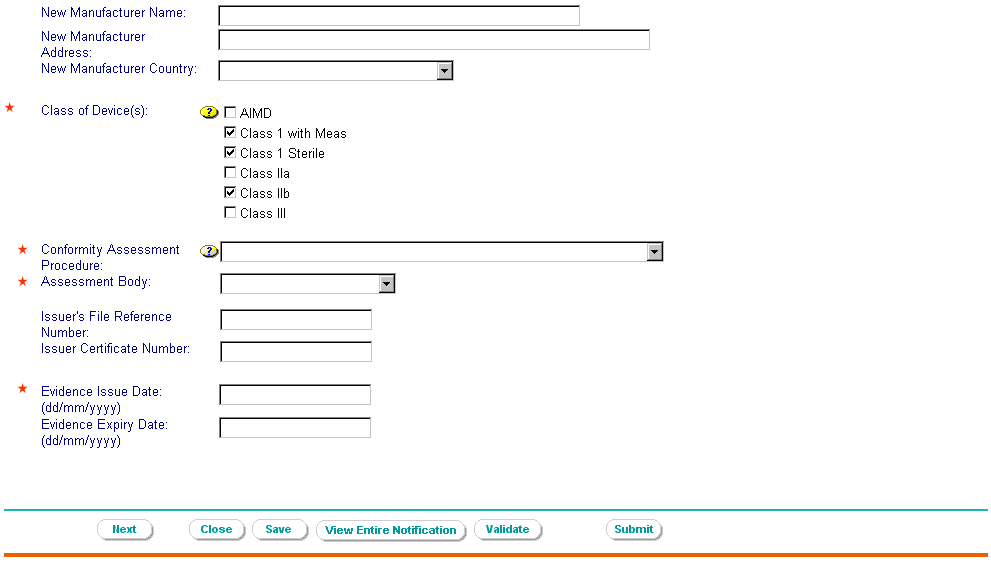 New Manufacturer Name:
New Manufacturer
Address:
New Manufacturer Country:
Class of Device(s):
? AIMD
Class 1 with Meas
Class 1 Sterile
Class IIa
Class IIb
Class III
Conformity Assessment ?
Procedure:
Assessment Body:
Issuer's File Reference
Number:
Issuer Certificate Number:
Evidence Issue Date:
(dd/mm/yyyy)
Evidence Expiry Date:
(dd/mm/yyyy)
Next Close Save View Entire Notification Validate Submit